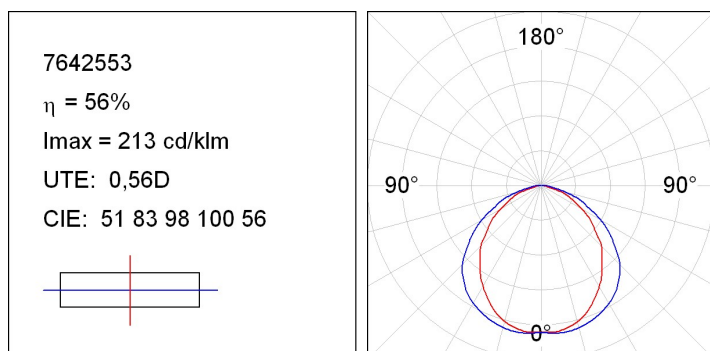 7642553
η = 56%
Imax = 213 cd/klm
UTE: 0,56D
CIE: 51 83 98 100 56
180°
90°
90°
0°